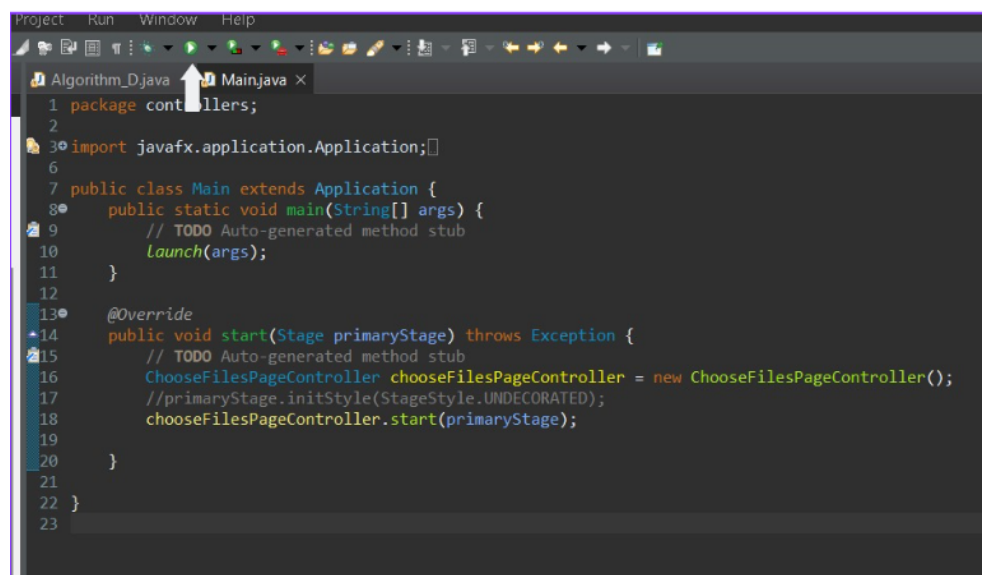 Project Run Window Help
Algorithm_D.java Main.java
1 package controllers;
2
3 import javafx.application.Application;
6
7 public class Main extends Application {
8 public static void main(String[] args) {
9 // TODO Auto-generated method stub
10 launch(args);
11 }
12
13 @Override
14 public void start(Stage primaryStage) throws Exception {
15 // TODO Auto-generated method stub
16 ChooseFilesPageController chooseFilesPageController = new ChooseFilesPageController();
17 //primaryStage.initStyle(StageStyle.UNDECORATED);
18 chooseFilesPageController.start(primaryStage);
19
20 }
21
22 }
23